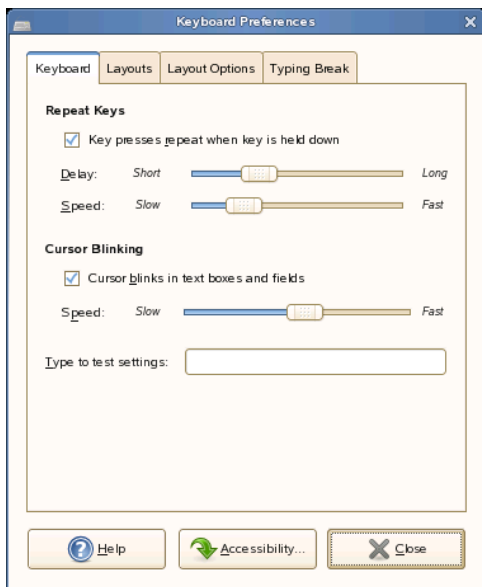 Keyboard Preferences
Keyboard Layouts Layout Options Typing Break
Repeat Keys
Key presses repeat when key is held down
Delay: Short Long
Speed: Slow Fast
Cursor Blinking
Cursor blinks in text boxes and fields
Speed: Slow Fast
Type to test settings:
Help Accessibility... Close